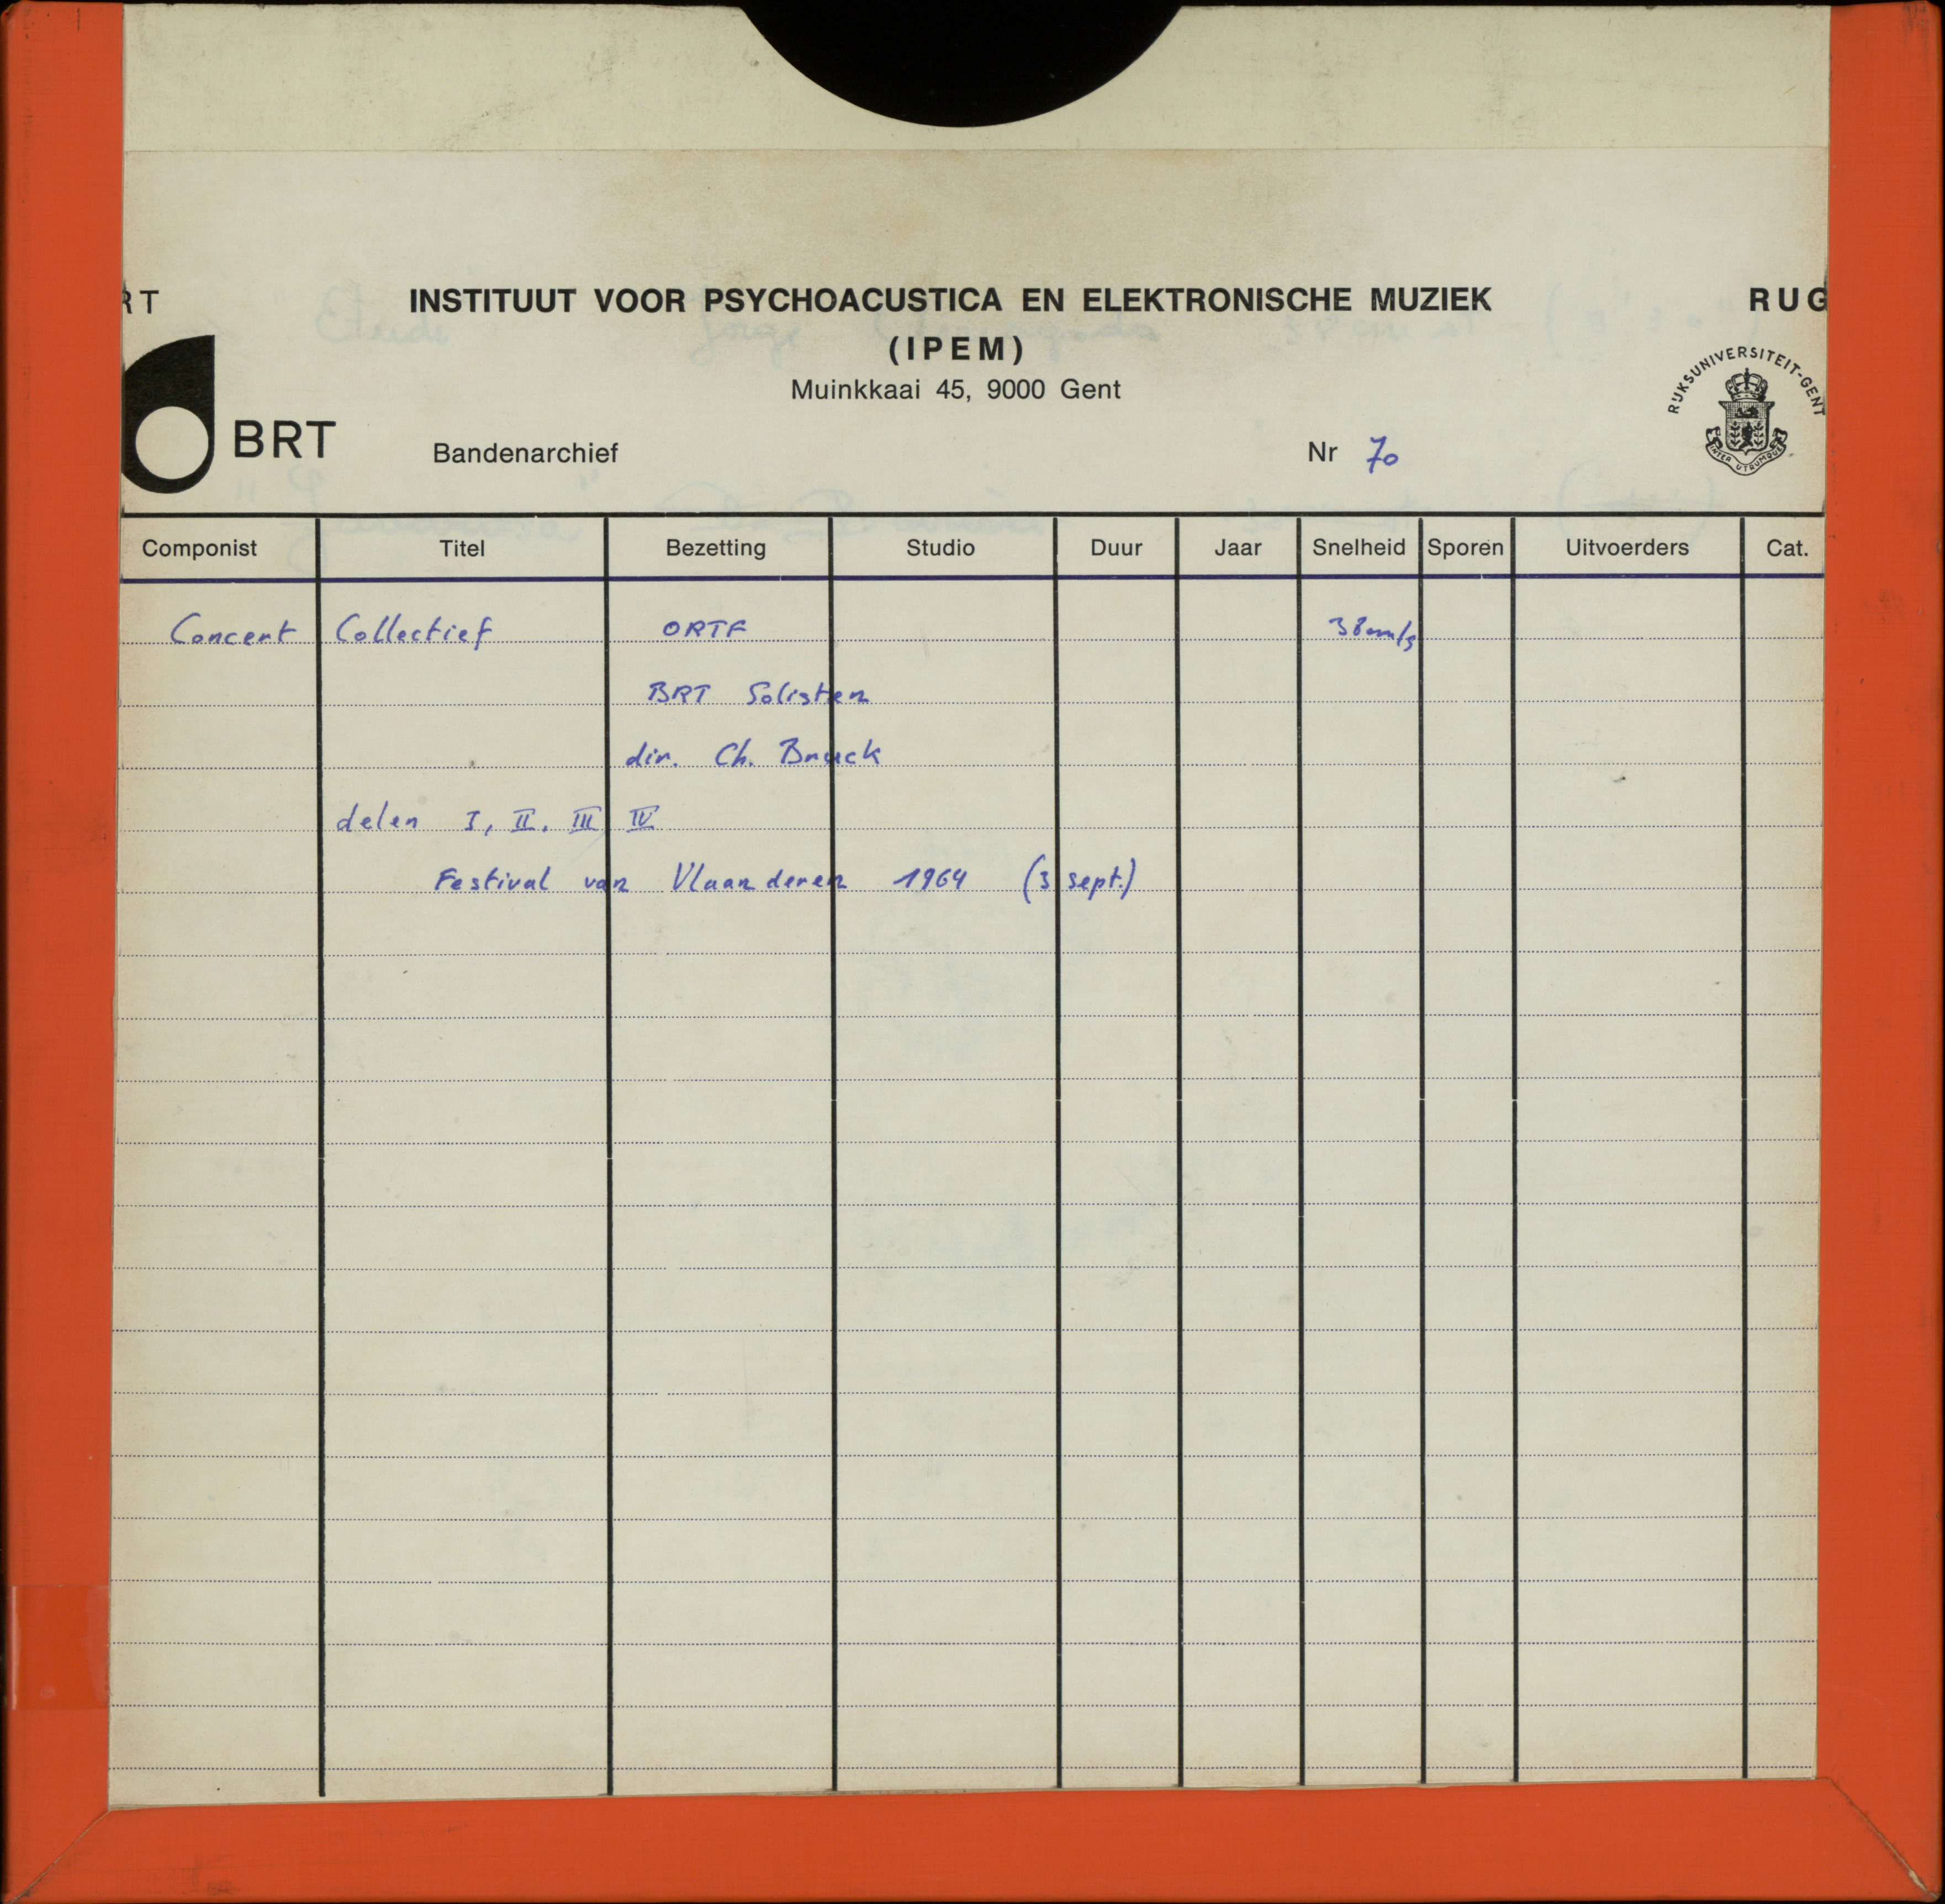 RT INSTITUUT VOOR PSYCHOACUSTICA EN ELEKTRONISCHE MUZIEK RUG
(IPEM)
Muinkkaai 45, 9000 Gent
RIJKSUNIVERSITEIT-GENT
INTER UTRUMQUE
BRT Bandenarchief Nr 70
Componist Titel Bezetting Studio Duur Jaar Snelheid Sporen Uitvoerders Cat.
Concert Collectief ORTF 38cm/s
BRT Solisten
dir. Ch. Bruck
delen I, II, III IV
Festival van Vlaanderen 1964 (3 sept.)